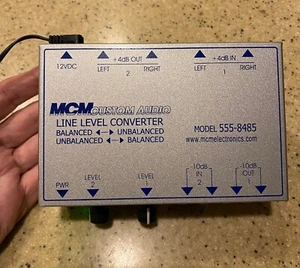 12VDC
+4dB OUT
LEFT RIGHT
+4dB IN
LEFT 1 RIGHT
MCM CUSTOM AUDIO
LINE LEVEL CONVERTER
BALANCED ◄─► UNBALANCED
UNBALANCED ◄─► BALANCED
MODEL 555-8485
www.mcmelectronics.com
PWR
LEVEL 2
LEVEL 1
-10dB IN 2
-10dB OUT 1